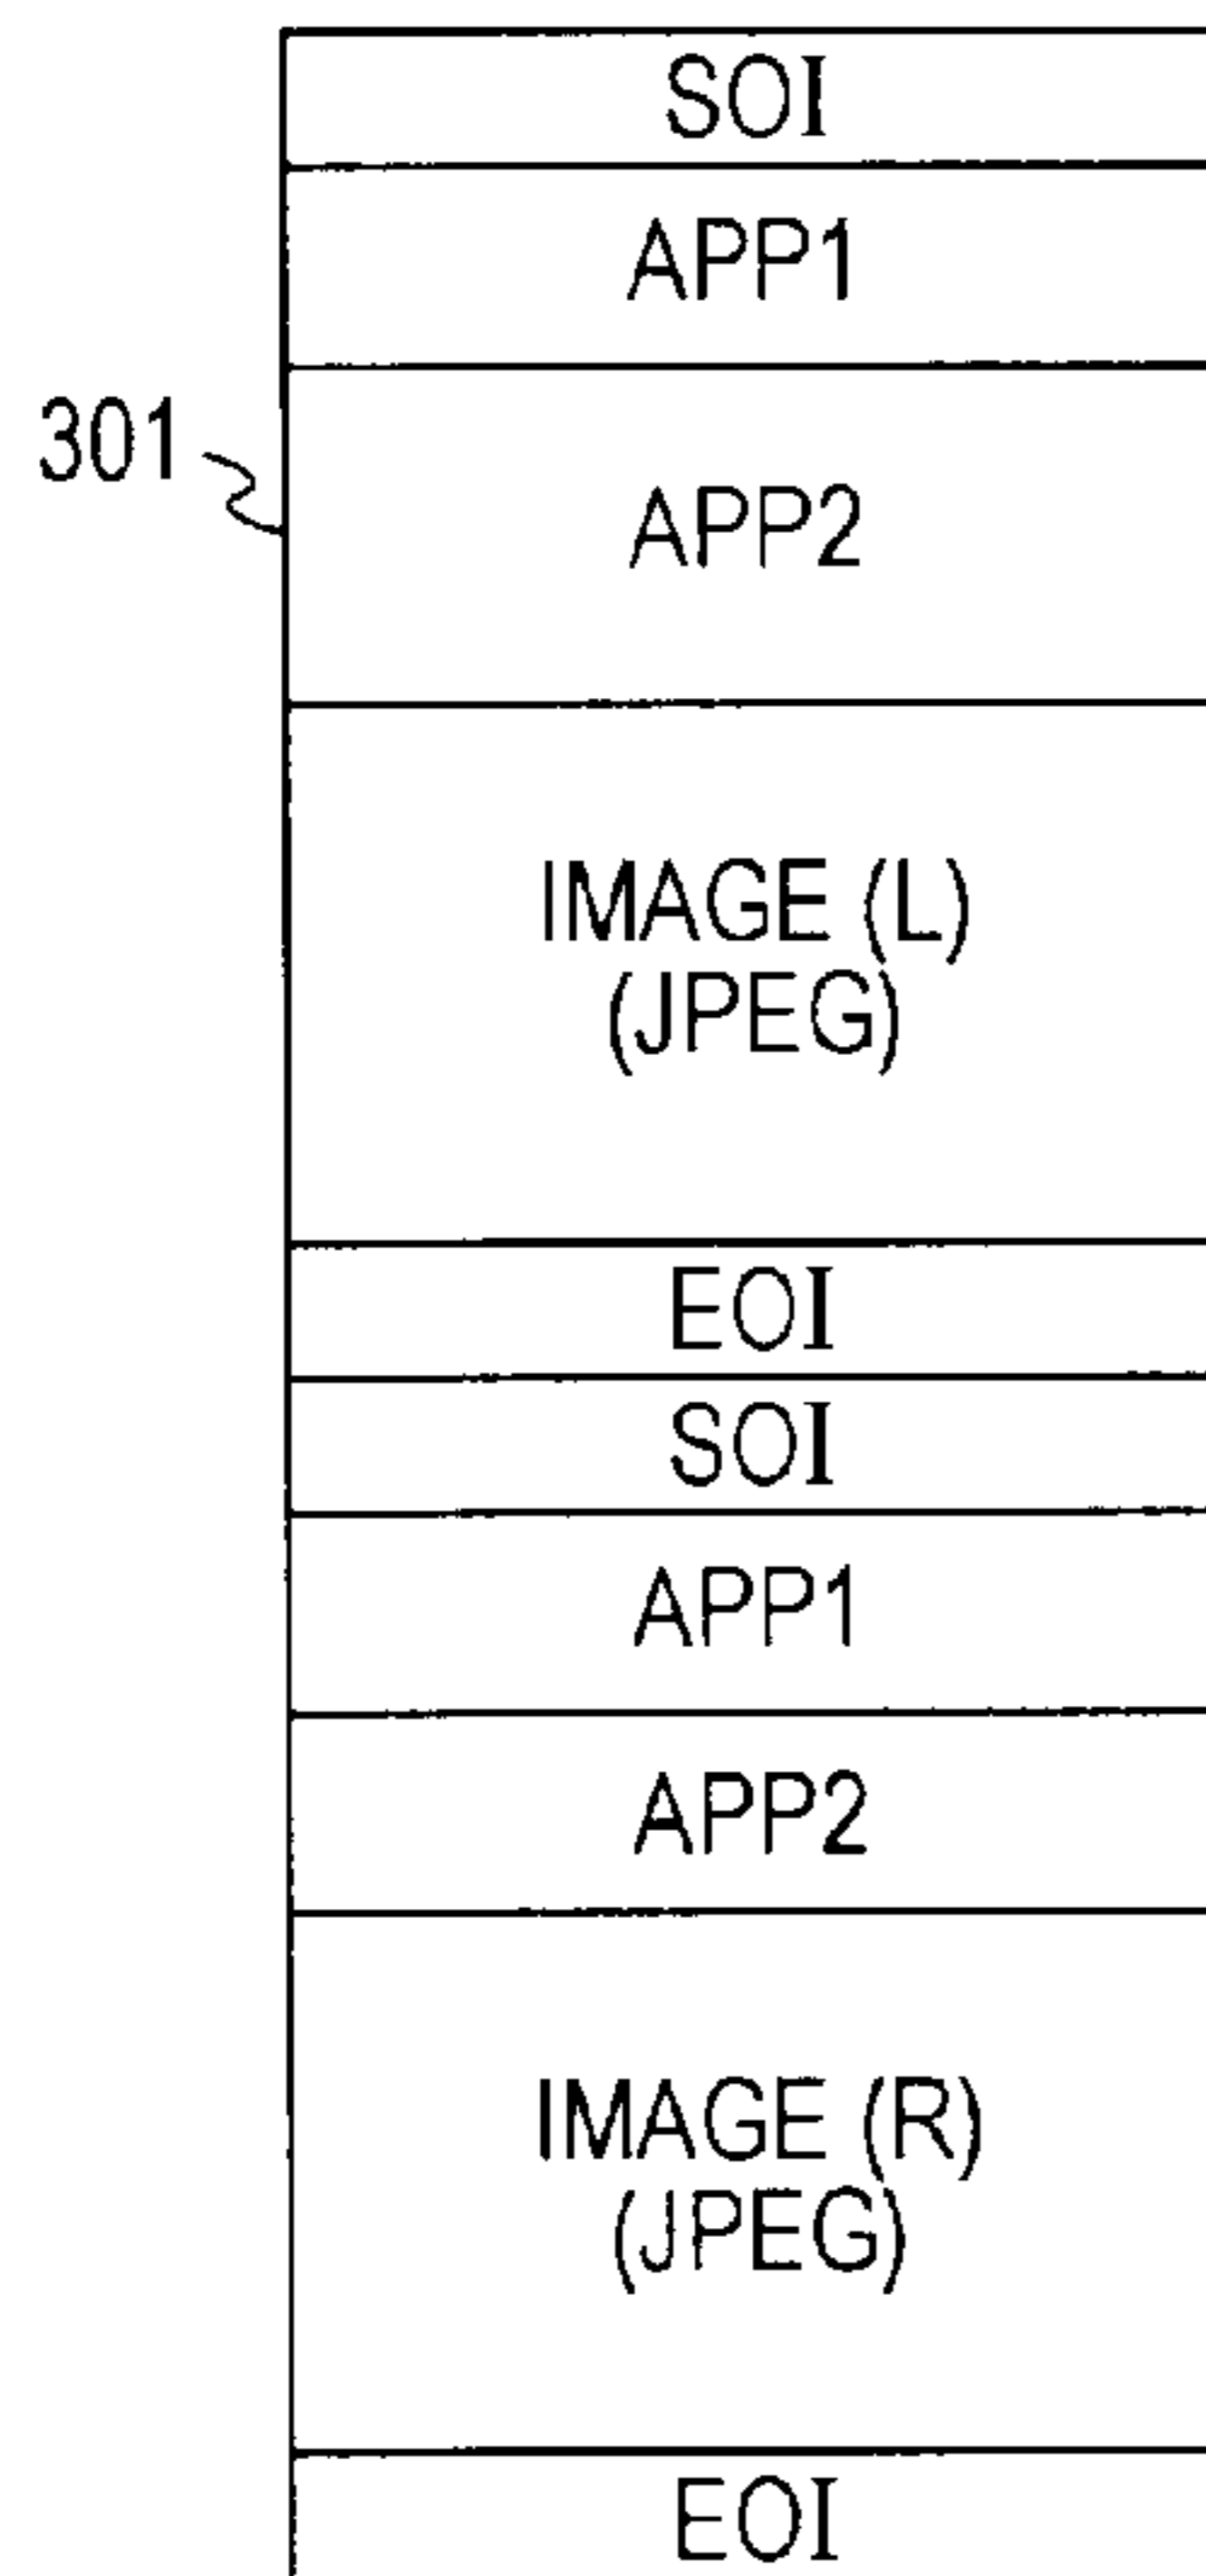 SOI
APP1
301
APP2
IMAGE (L)
(JPEG)
EOI
SOI
APP1
APP2
IMAGE (R)
(JPEG)
EOI